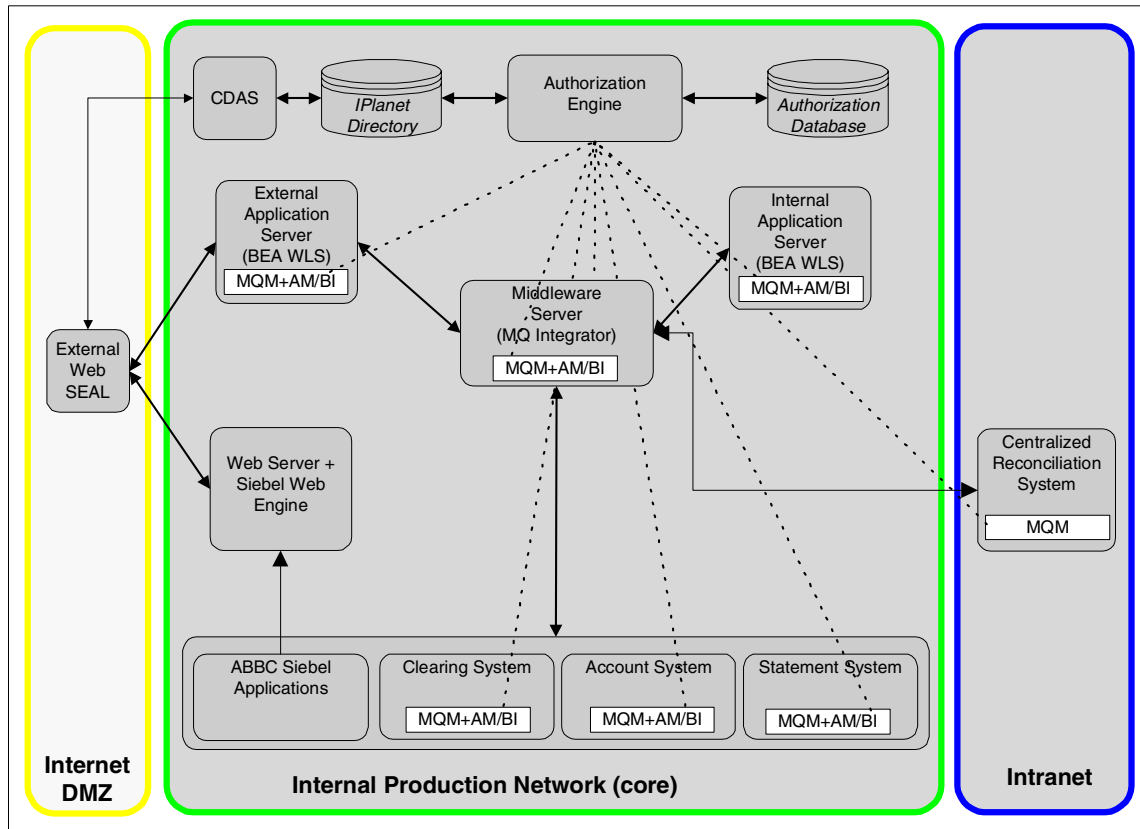 CDAS
IPlanet
Directory
Authorization
Engine
Authorization
Database
External
Application
Server
(BEA WLS)
MQM+AM/BI
Internal
Application
Server
(BEA WLS)
MQM+AM/BI
Middleware
Server
(MQ Integrator)
MQM+AM/BI
External
Web
SEAL
Web Server +
Siebel Web
Engine
Centralized
Reconciliation
System
MQM
ABBC Siebel
Applications
Clearing System
MQM+AM/BI
Account System
MQM+AM/BI
Statement System
MQM+AM/BI
Internet
DMZ
Internal Production Network (core)
Intranet